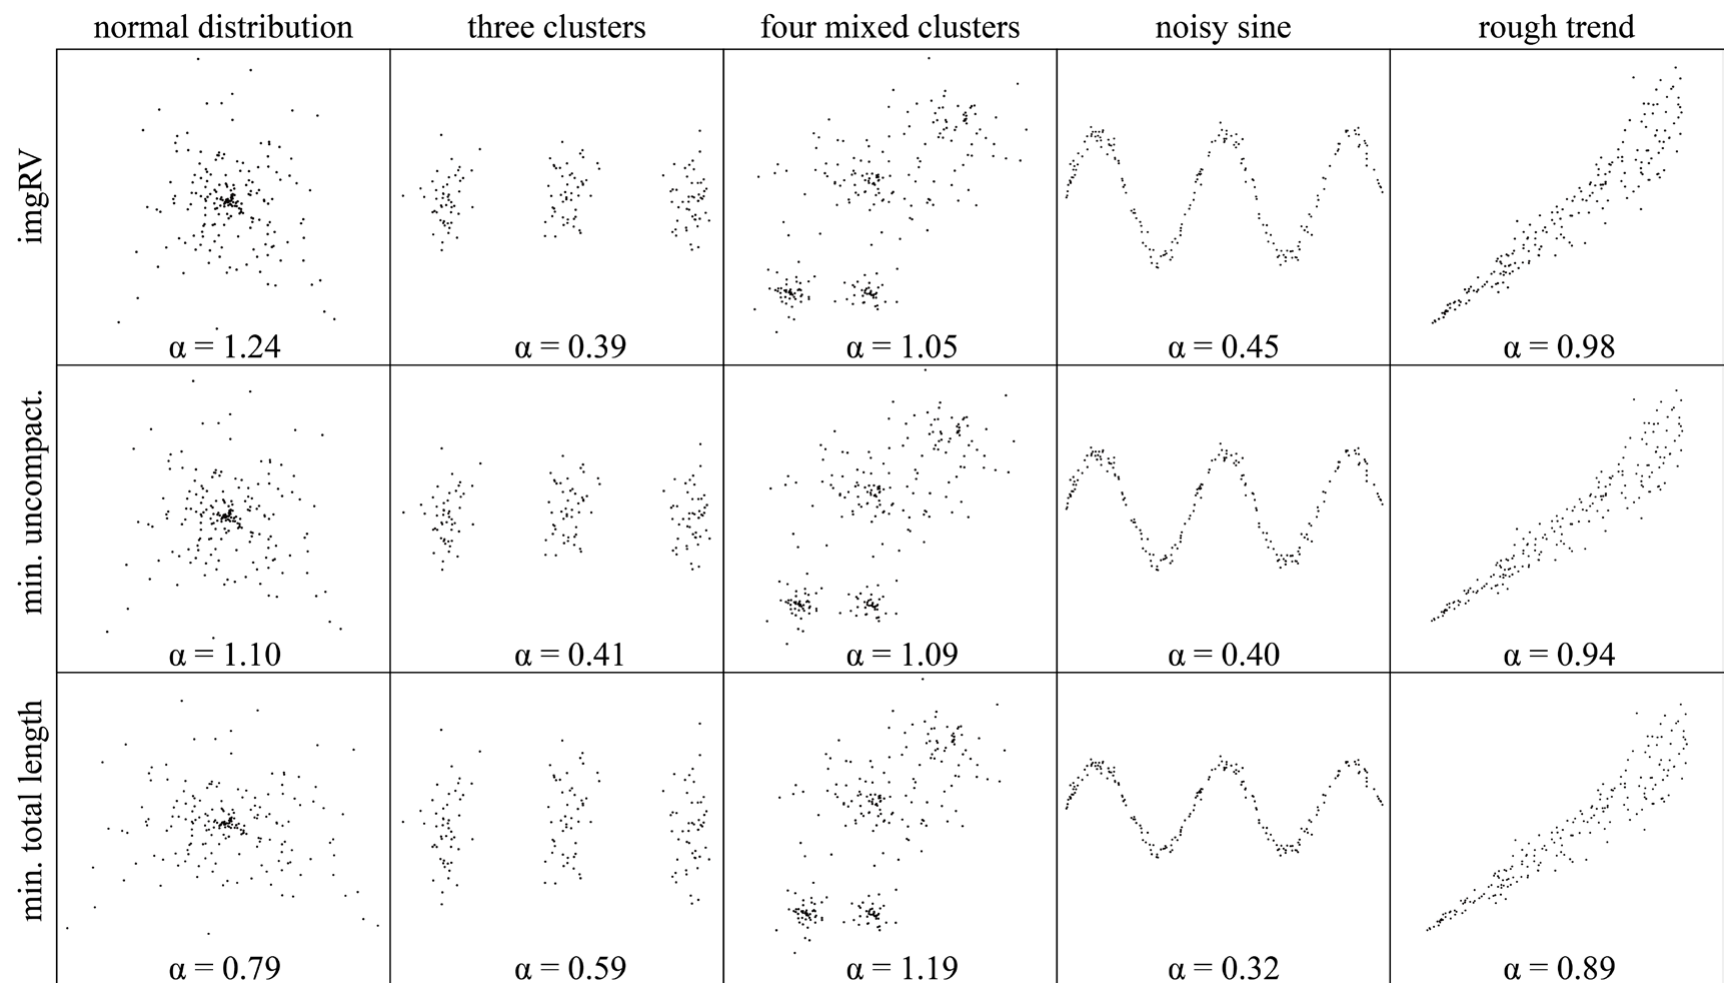 normal distribution three clusters four mixed clusters noisy sine rough trend
imgRV
α = 1.24 α = 0.39 α = 1.05 α = 0.45 α = 0.98
min. uncompact.
α = 1.10 α = 0.41 α = 1.09 α = 0.40 α = 0.94
min. total length
α = 0.79 α = 0.59 α = 1.19 α = 0.32 α = 0.89